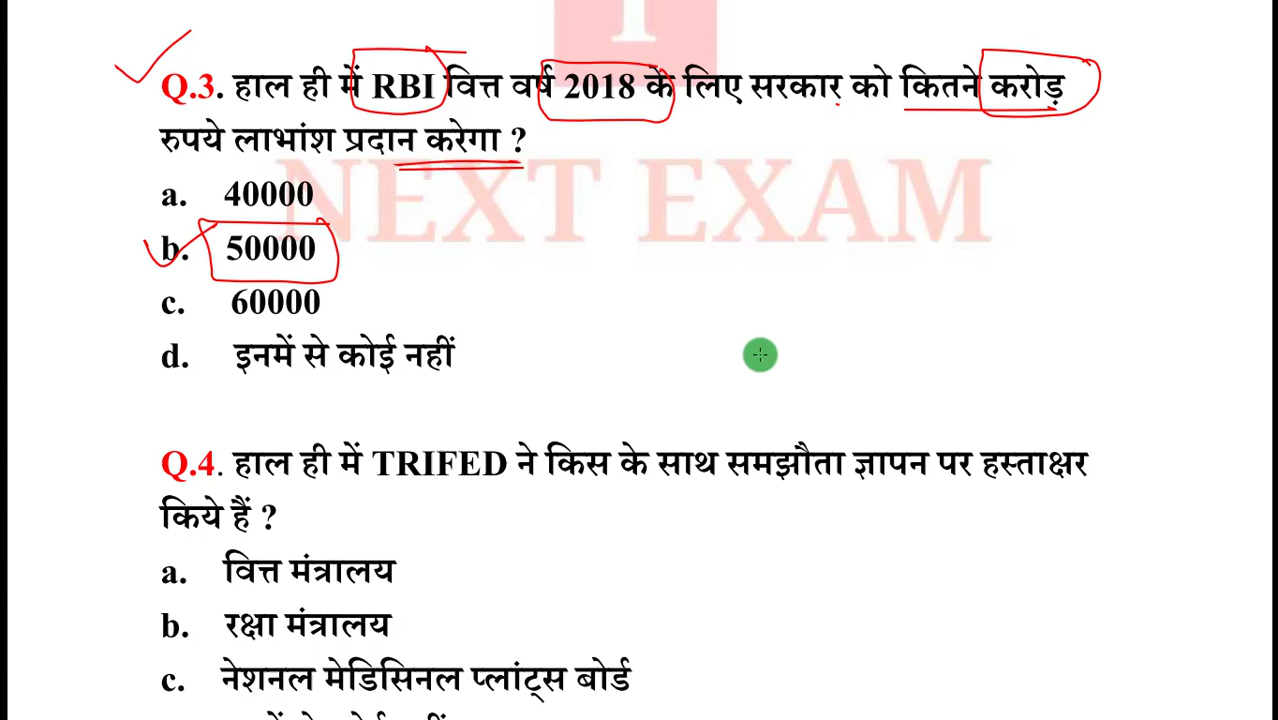 Q.3. हाल ही में RBI वित्त वर्ष 2018 के लिए सरकार को कितने करोड़
रुपये लाभांश प्रदान करेगा ?
NEXT EXAM
a. 40000
b. 50000
c. 60000
d. इनमें से कोई नहीं
Q.4. हाल ही में TRIFED ने किस के साथ समझौता ज्ञापन पर हस्ताक्षर
किये हैं ?
a. वित्त मंत्रालय
b. रक्षा मंत्रालय
c. नेशनल मेडिसिनल प्लांट्स बोर्ड